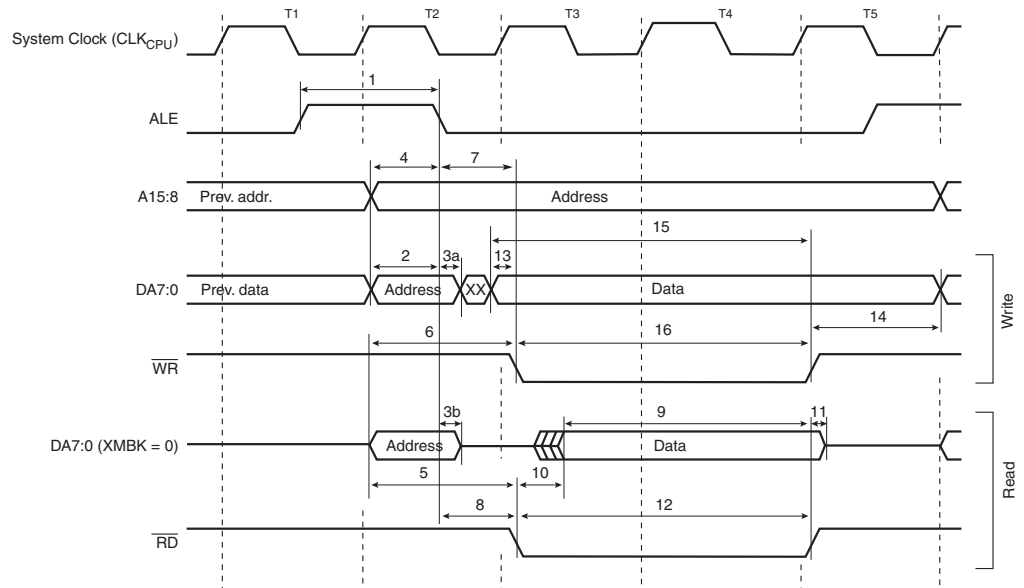 T1 T2 T3 T4 T5
System Clock (CLKCPU)
1
ALE
4 7
A15:8 Prev. addr. Address
15
2 3a 13
DA7:0 Prev. data Address XX Data
14
6 16
WR
Write
3b 9 11
DA7:0 (XMBK = 0) Address Data
5 10
8 12
RD
Read